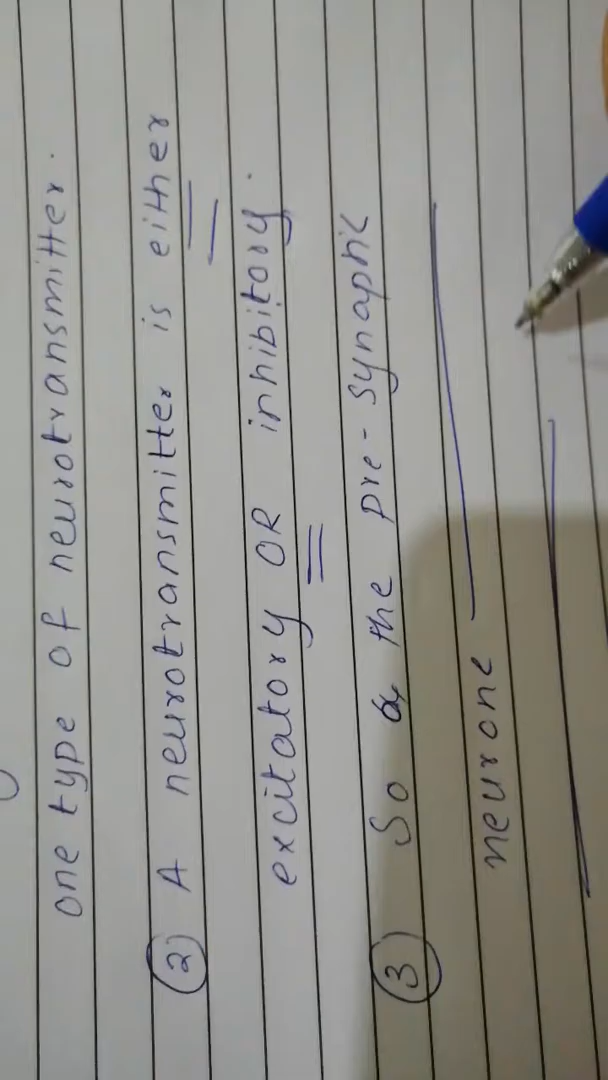 one type of neurotransmitter.
② A neurotransmitter is either
excitatory OR inhibitory.
③ So the pre-synaptic
neurone